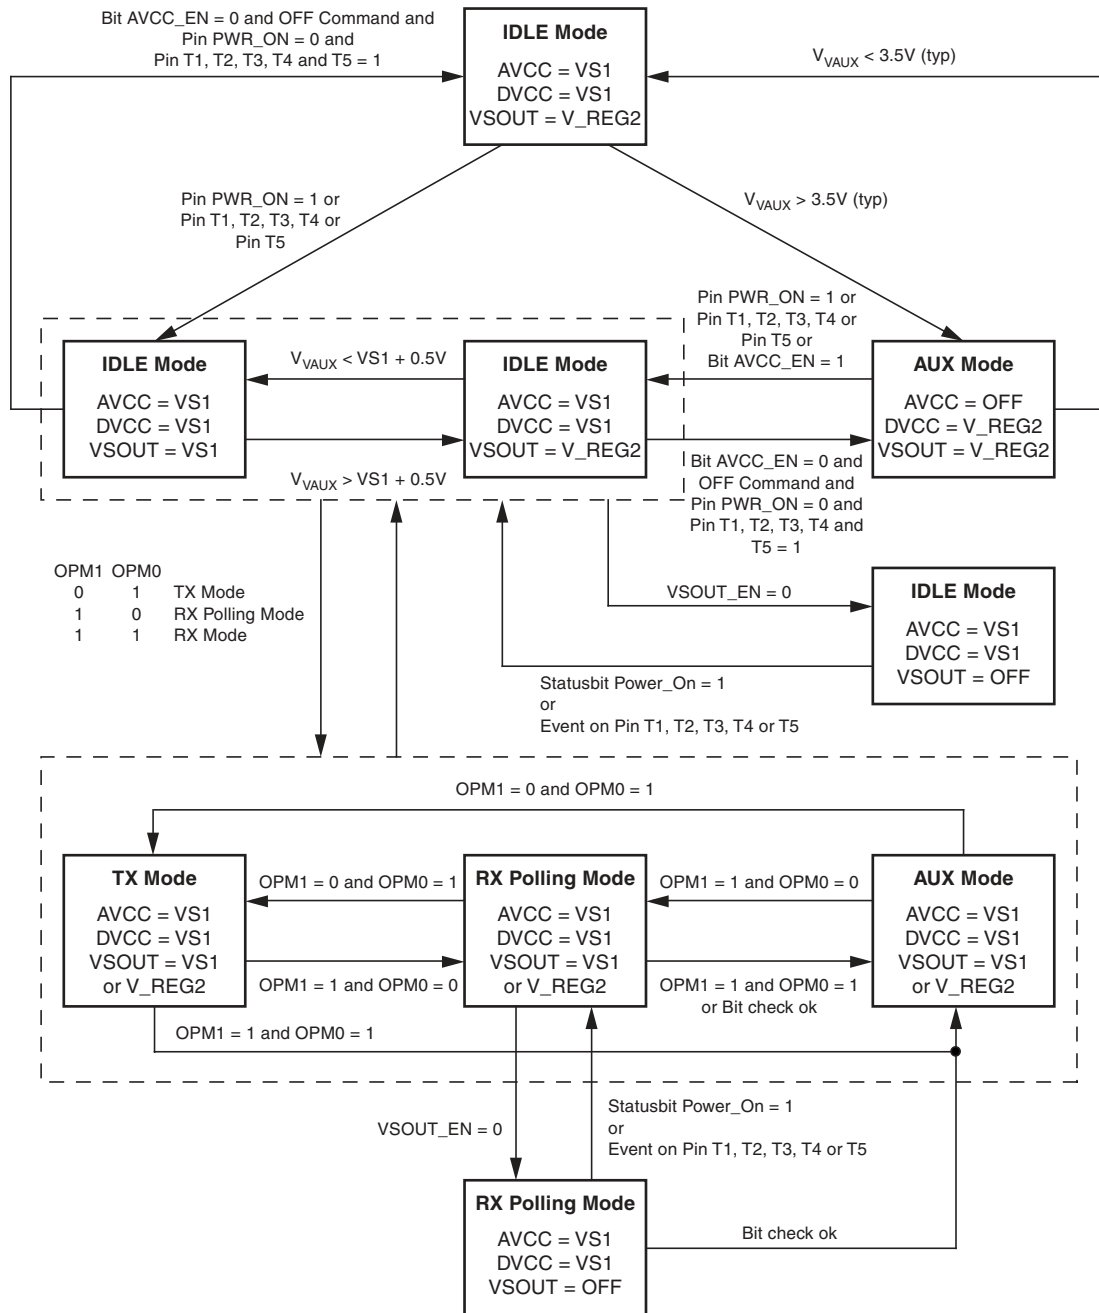 Bit AVCC_EN = 0 and OFF Command and
Pin PWR_ON = 0 and
Pin T1, T2, T3, T4 and T5 = 1
IDLE Mode
AVCC = VS1
DVCC = VS1
VSOUT = V_REG2
V_VAUX < 3.5V (typ)
Pin PWR_ON = 1 or
Pin T1, T2, T3, T4 or
Pin T5
V_VAUX > 3.5V (typ)
IDLE Mode
AVCC = VS1
DVCC = VS1
VSOUT = VS1
V_VAUX < VS1 + 0.5V
V_VAUX > VS1 + 0.5V
IDLE Mode
AVCC = VS1
DVCC = VS1
VSOUT = V_REG2
Pin PWR_ON = 1 or
Pin T1, T2, T3, T4 or
Pin T5 or
Bit AVCC_EN = 1
Bit AVCC_EN = 0 and
OFF Command and
Pin PWR_ON = 0 and
Pin T1, T2, T3, T4 and
T5 = 1
AUX Mode
AVCC = OFF
DVCC = V_REG2
VSOUT = V_REG2
OPM1 OPM0
0 1 TX Mode
1 0 RX Polling Mode
1 1 RX Mode
VSOUT_EN = 0
IDLE Mode
AVCC = VS1
DVCC = VS1
VSOUT = OFF
Statusbit Power_On = 1
or
Event on Pin T1, T2, T3, T4 or T5
OPM1 = 0 and OPM0 = 1
TX Mode
AVCC = VS1
DVCC = VS1
VSOUT = VS1
or V_REG2
OPM1 = 0 and OPM0 = 1
OPM1 = 1 and OPM0 = 0
RX Polling Mode
AVCC = VS1
DVCC = VS1
VSOUT = VS1
or V_REG2
OPM1 = 1 and OPM0 = 0
OPM1 = 1 and OPM0 = 1
or Bit check ok
AUX Mode
AVCC = VS1
DVCC = VS1
VSOUT = VS1
or V_REG2
OPM1 = 1 and OPM0 = 1
VSOUT_EN = 0
Statusbit Power_On = 1
or
Event on Pin T1, T2, T3, T4 or T5
RX Polling Mode
AVCC = VS1
DVCC = VS1
VSOUT = OFF
Bit check ok